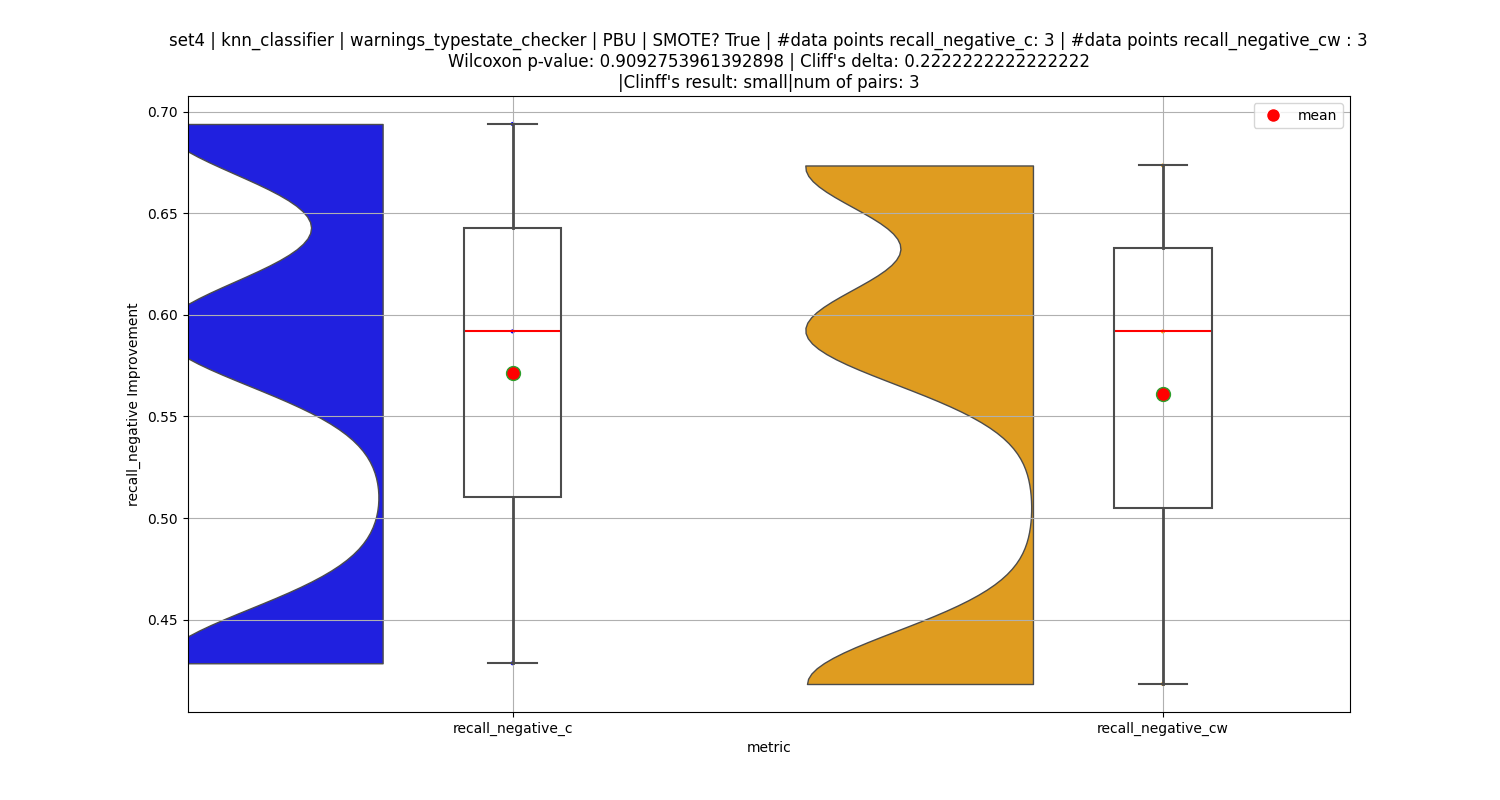 set4 | knn_classifier | warnings_typestate_checker | PBU | SMOTE? True | #data points recall_negative_c: 3 | #data points recall_negative_cw : 3
Wilcoxon p-value: 0.9092753961392898 | Cliff's delta: 0.2222222222222222
|Clinff's result: small|num of pairs: 3
mean
recall_negative Improvement
0.70
0.65
0.60
0.55
0.50
0.45
recall_negative_c
recall_negative_cw
metric